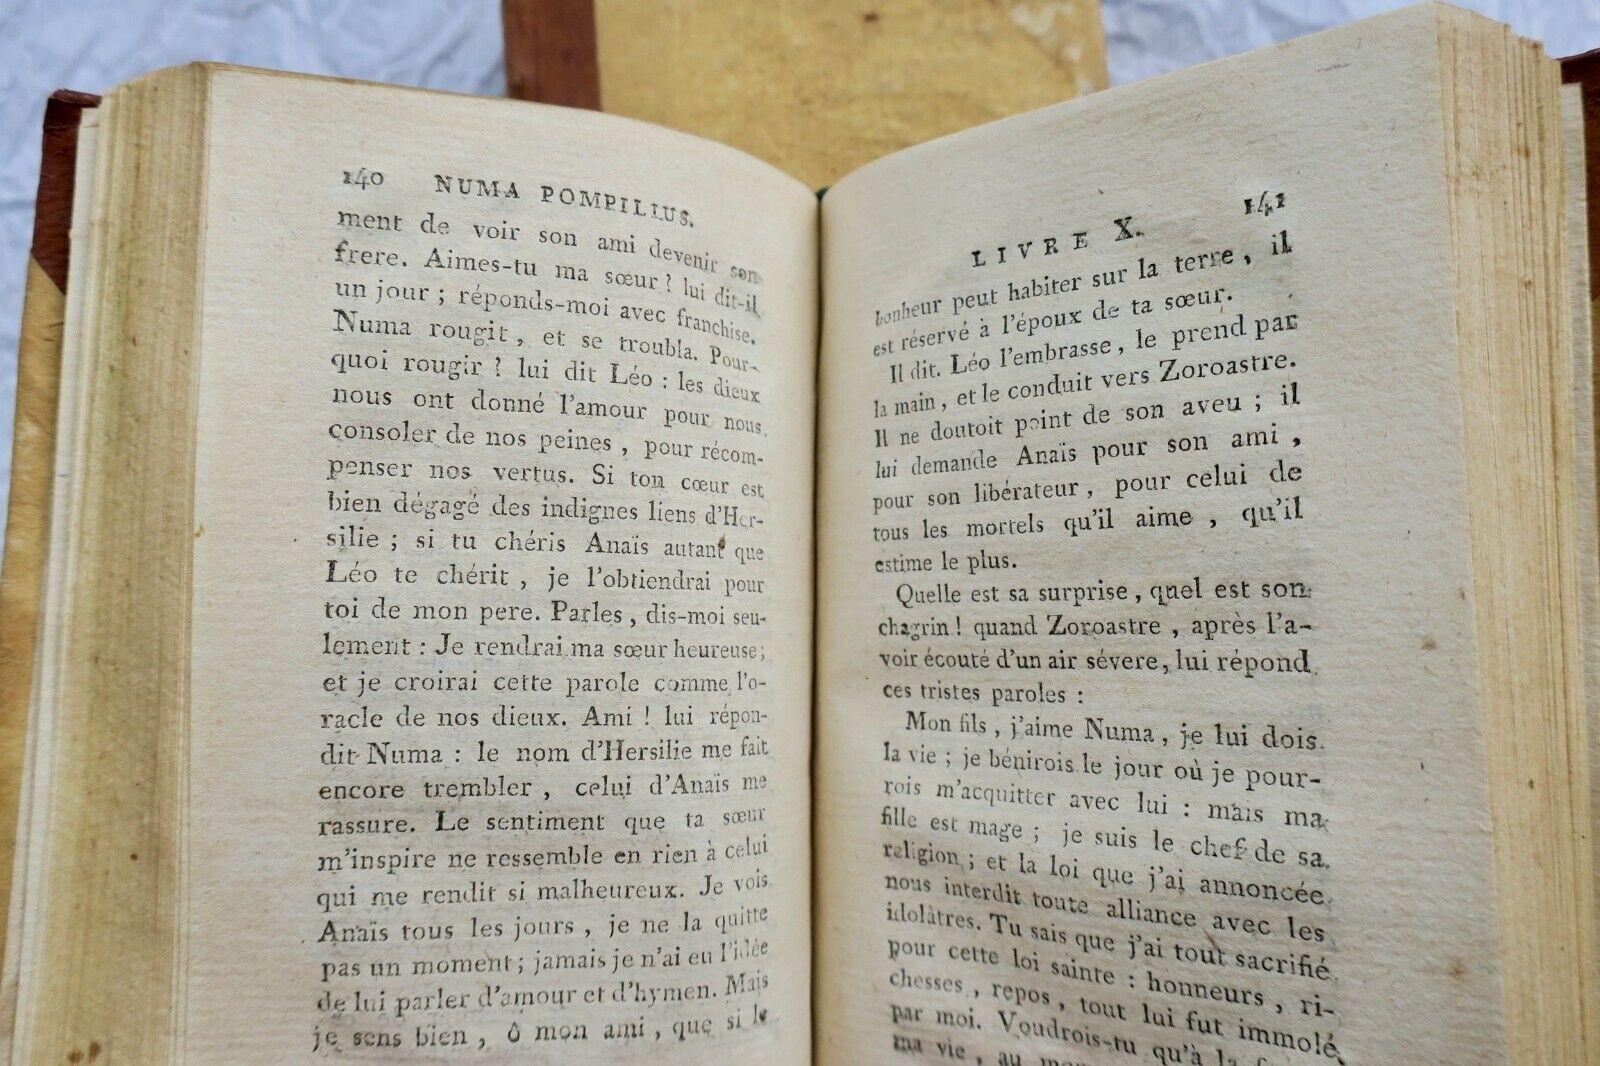 140 NUMA POMPILIUS.
ment de voir son ami devenir son
frere. Aimes-tu ma sœur ? lui dit-il
un jour ; réponds-moi avec franchise.
Numa rougit , et se troubla. Pour-
quoi rougir ? lui dit Léo : les dieux
nous ont donné l'amour pour nous
consoler de nos peines , pour récom-
penser nos vertus. Si ton cœur est
bien dégagé des indignes liens d'Her-
silie ; si tu chéris Anaïs autant que
Léo te chérit , je l'obtiendrai pour
toi de mon pere. Parles , dis-moi seu-
lement : Je rendrai ma sœur heureuse ;
et je croirai cette parole comme l'o-
racle de nos dieux. Ami ! lui répon-
dit Numa : le nom d'Hersilie me fait
encore trembler , celui d'Anaïs me
rassure. Le sentiment que ta sœur
m'inspire ne ressemble en rien à celui
qui me rendit si malheureux. Je vois
Anaïs tous les jours , je ne la quitte
pas un moment ; jamais je n'ai eu l'idée
de lui parler d'amour et d'hymen. Mais
je sens bien , ô mon ami , que si le
LIVRE X. 141
bonheur peut habiter sur la terre , il
est réservé à l'époux de ta sœur.
Il dit. Léo l'embrasse , le prend par
la main , et le conduit vers Zoroastre.
Il ne doutoit point de son aveu ; il
lui demande Anaïs pour son ami ,
pour son libérateur , pour celui de
tous les mortels qu'il aime , qu'il
estime le plus.
Quelle est sa surprise , quel est son
chagrin ! quand Zoroastre , après l'a-
voir écouté d'un air sévere , lui répond
ces tristes paroles :
Mon fils , j'aime Numa , je lui dois
la vie ; je bénirois le jour où je pour-
rois m'acquitter avec lui : mais ma
fille est mage ; je suis le chef de sa
religion ; et la loi que j'ai annoncée
nous interdit toute alliance avec les
idolâtres. Tu sais que j'ai tout sacrifié
pour cette loi sainte : honneurs , ri-
chesses , repos , tout lui fut immolé
par moi. Voudrois-tu qu'à la
ma vie , au